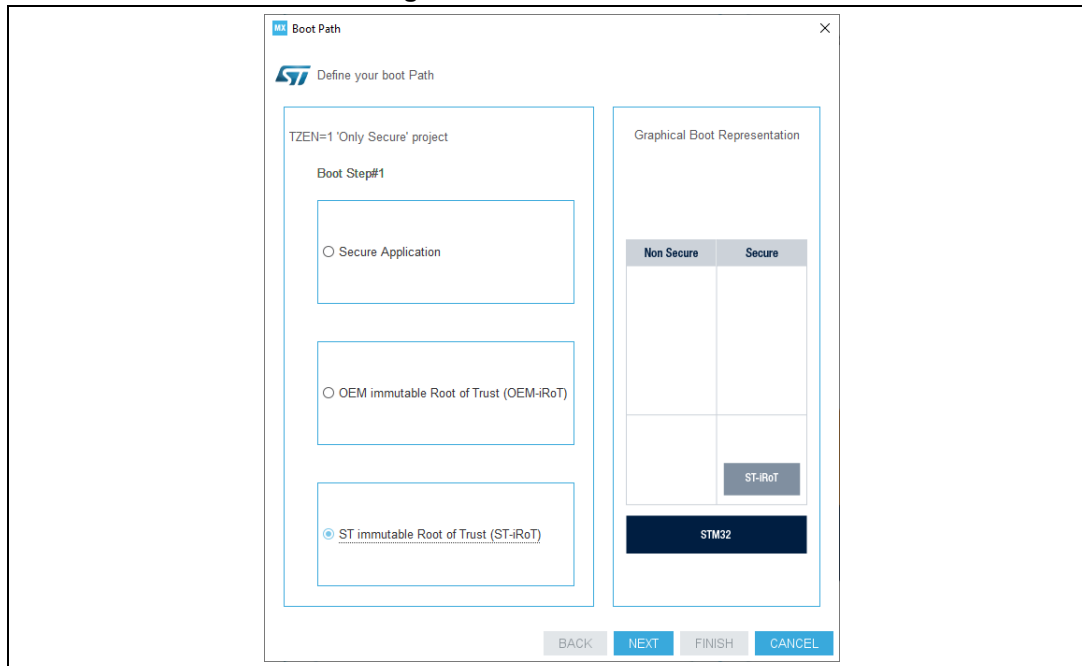 MX Boot Path
ST Define your boot Path
TZEN=1 'Only Secure' project
Boot Step#1
Secure Application
OEM immutable Root of Trust (OEM-iRoT)
ST immutable Root of Trust (ST-iRoT)
Graphical Boot Representation
Non Secure Secure
ST-iRoT
STM32
BACK NEXT FINISH CANCEL